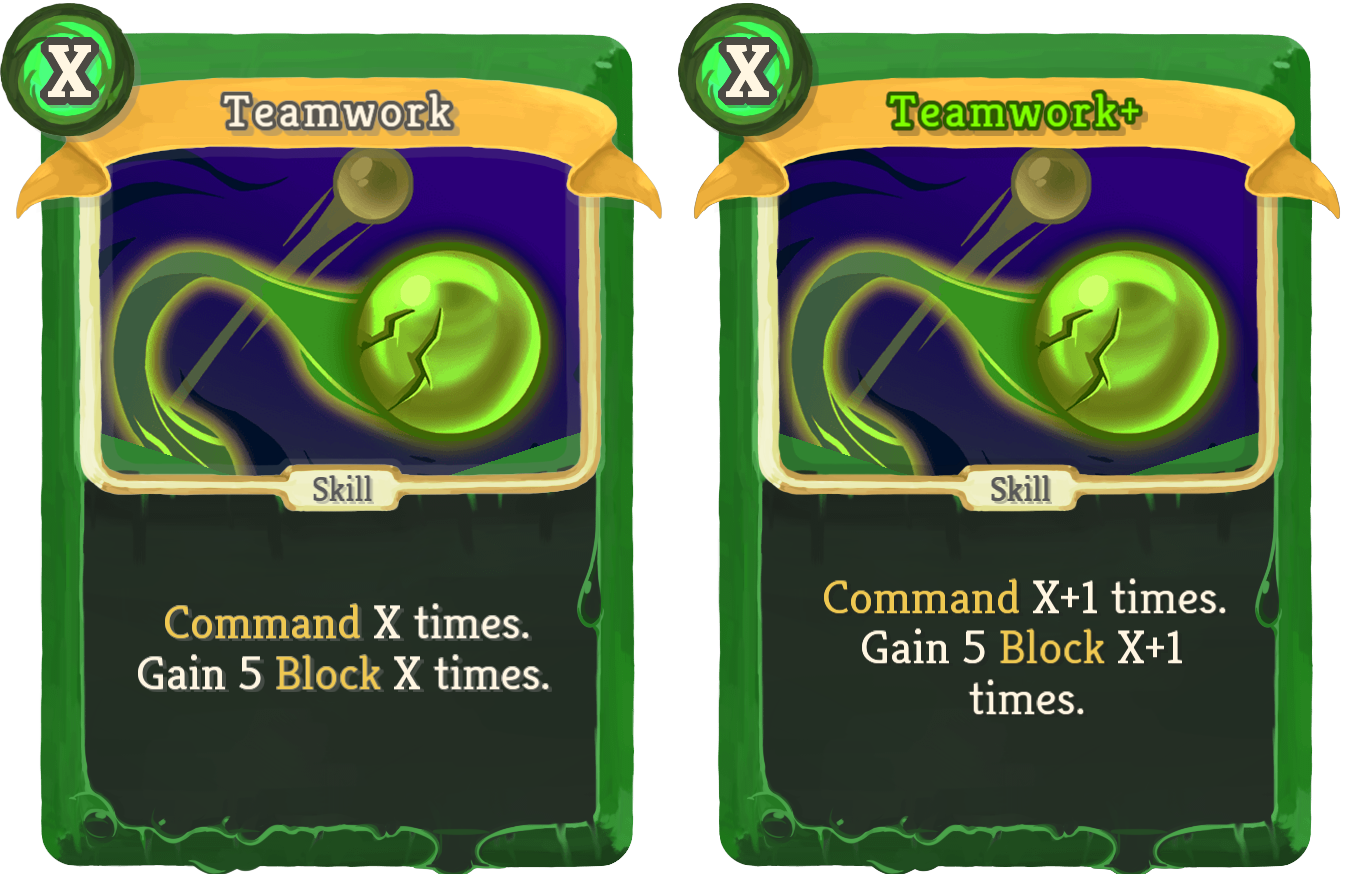 X
Teamwork
Skill
Command X times.
Gain 5 Block X times.
X
Teamwork+
Skill
Command X+1 times.
Gain 5 Block X+1
times.